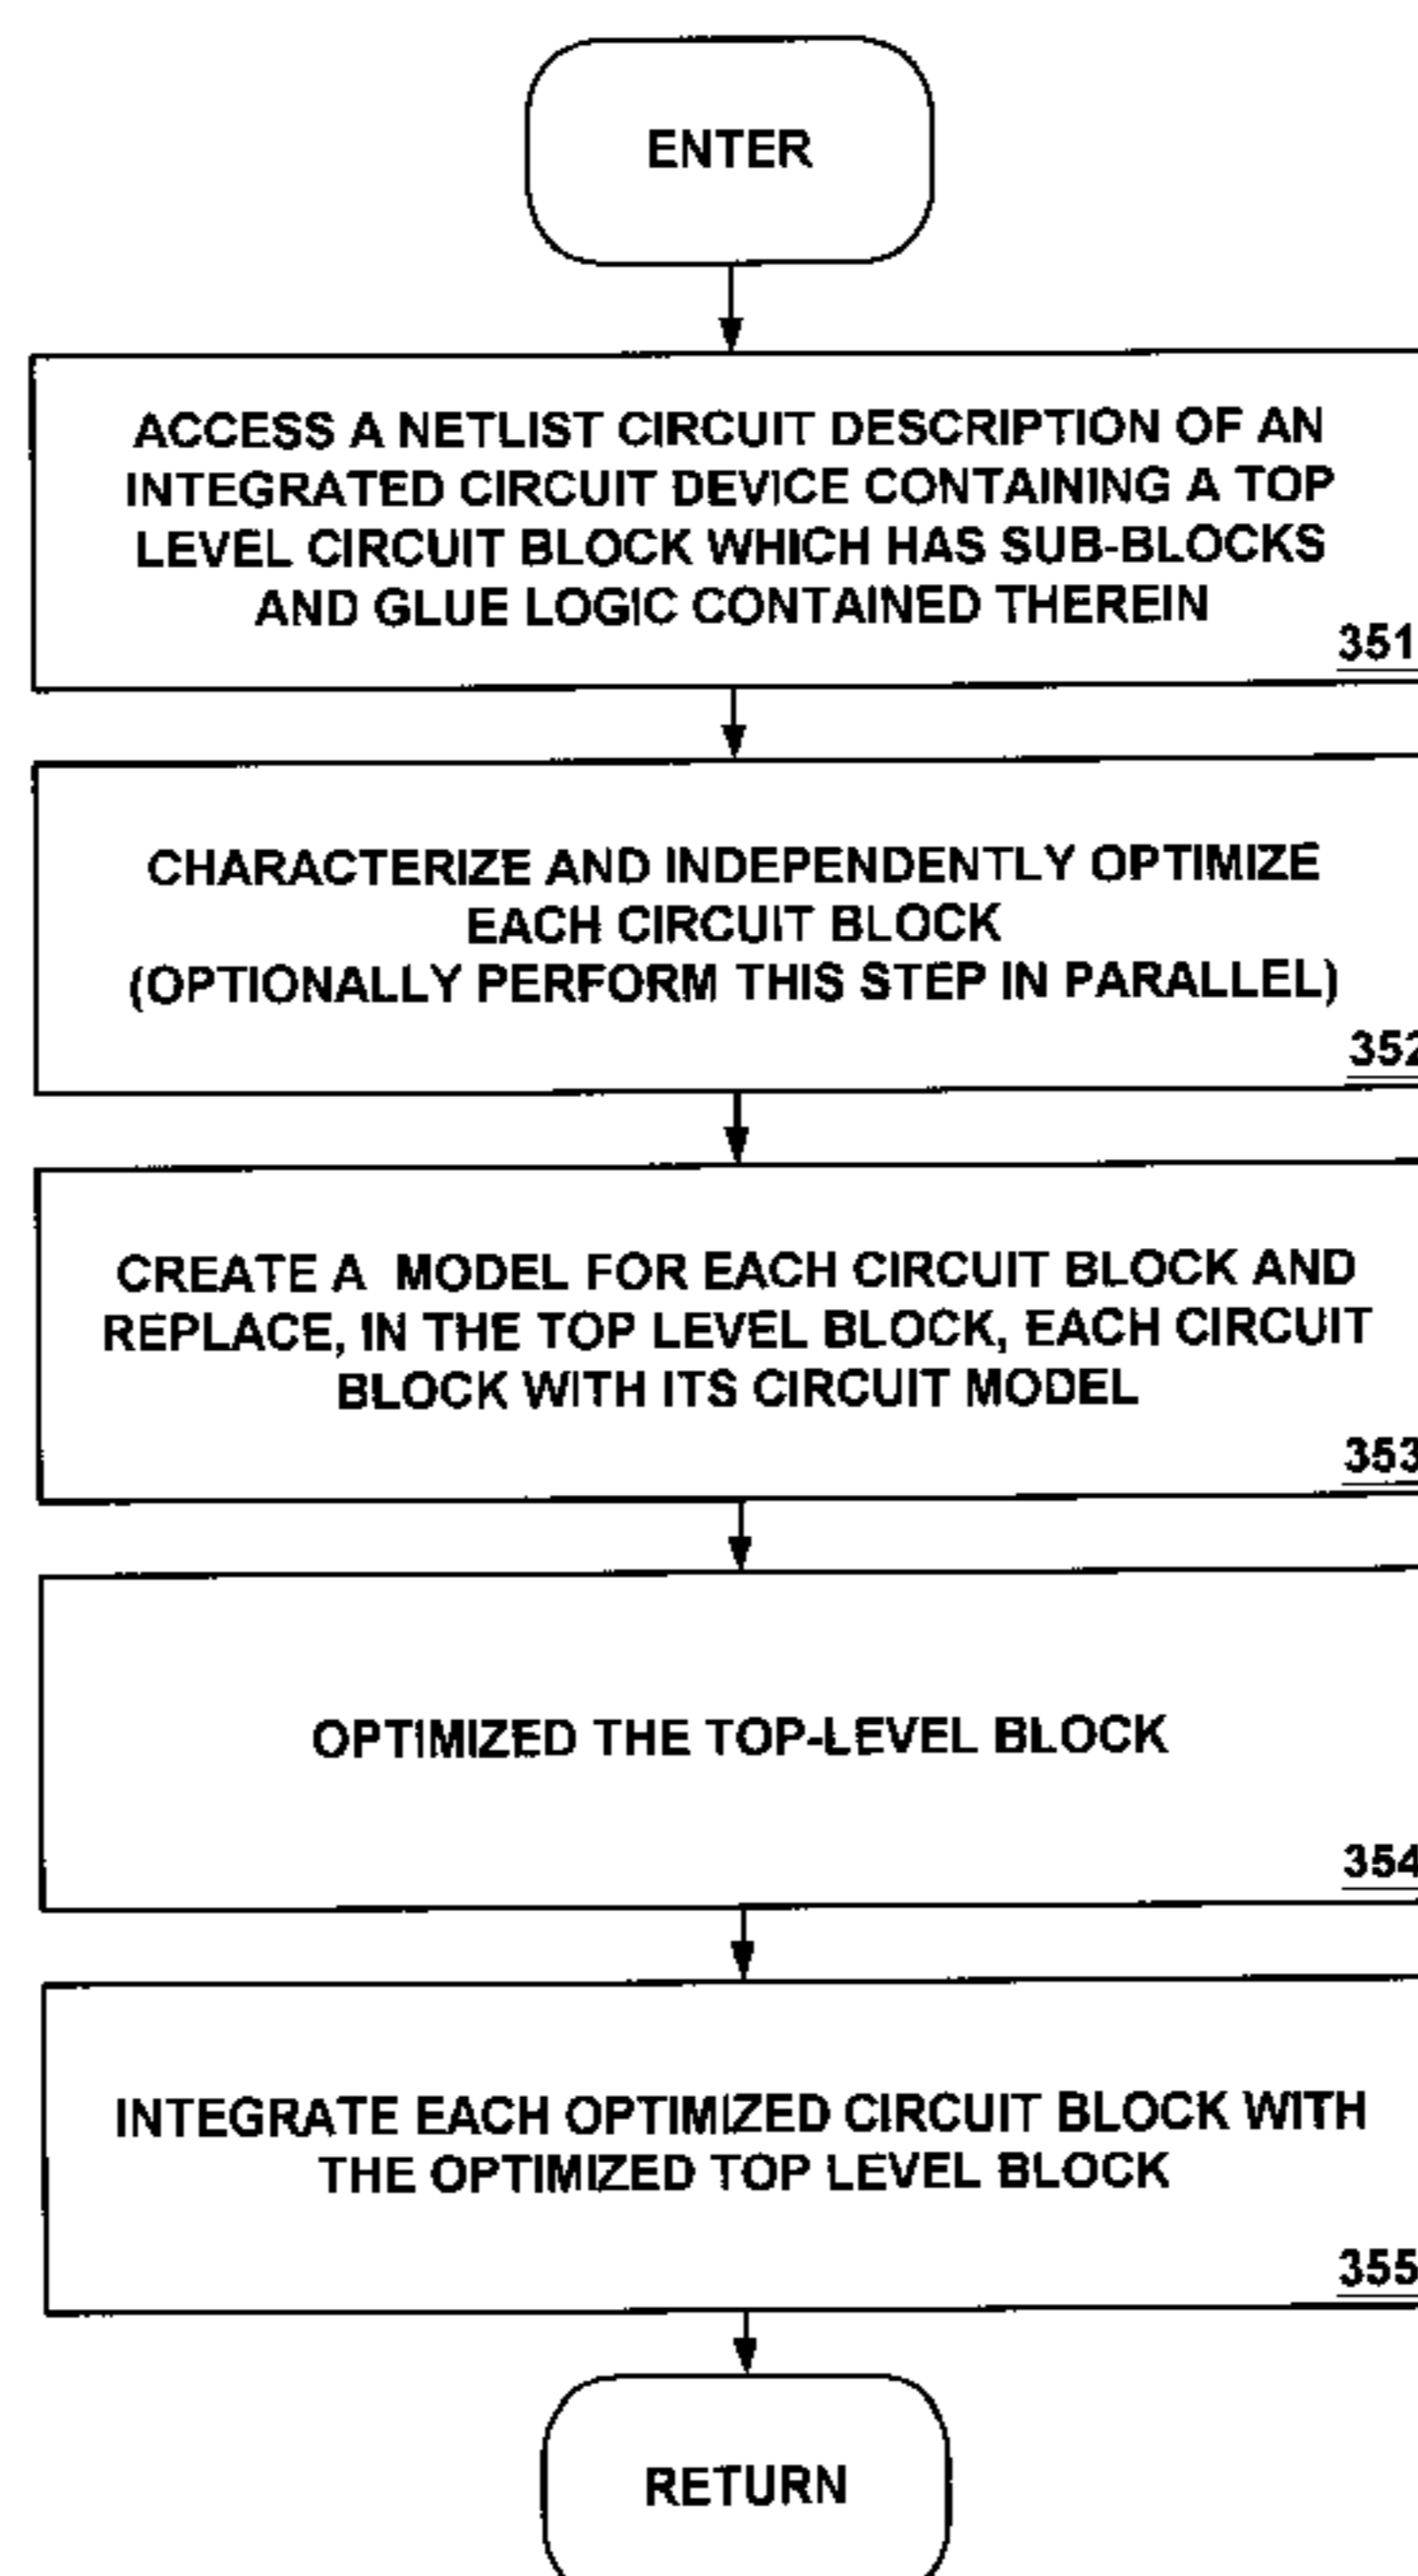 ENTER
ACCESS A NETLIST CIRCUIT DESCRIPTION OF AN
INTEGRATED CIRCUIT DEVICE CONTAINING A TOP
LEVEL CIRCUIT BLOCK WHICH HAS SUB-BLOCKS
AND GLUE LOGIC CONTAINED THEREIN
351
CHARACTERIZE AND INDEPENDENTLY OPTIMIZE
EACH CIRCUIT BLOCK
(OPTIONALLY PERFORM THIS STEP IN PARALLEL)
352
CREATE A MODEL FOR EACH CIRCUIT BLOCK AND
REPLACE, IN THE TOP LEVEL BLOCK, EACH CIRCUIT
BLOCK WITH ITS CIRCUIT MODEL
353
OPTIMIZED THE TOP-LEVEL BLOCK
354
INTEGRATE EACH OPTIMIZED CIRCUIT BLOCK WITH
THE OPTIMIZED TOP LEVEL BLOCK
355
RETURN